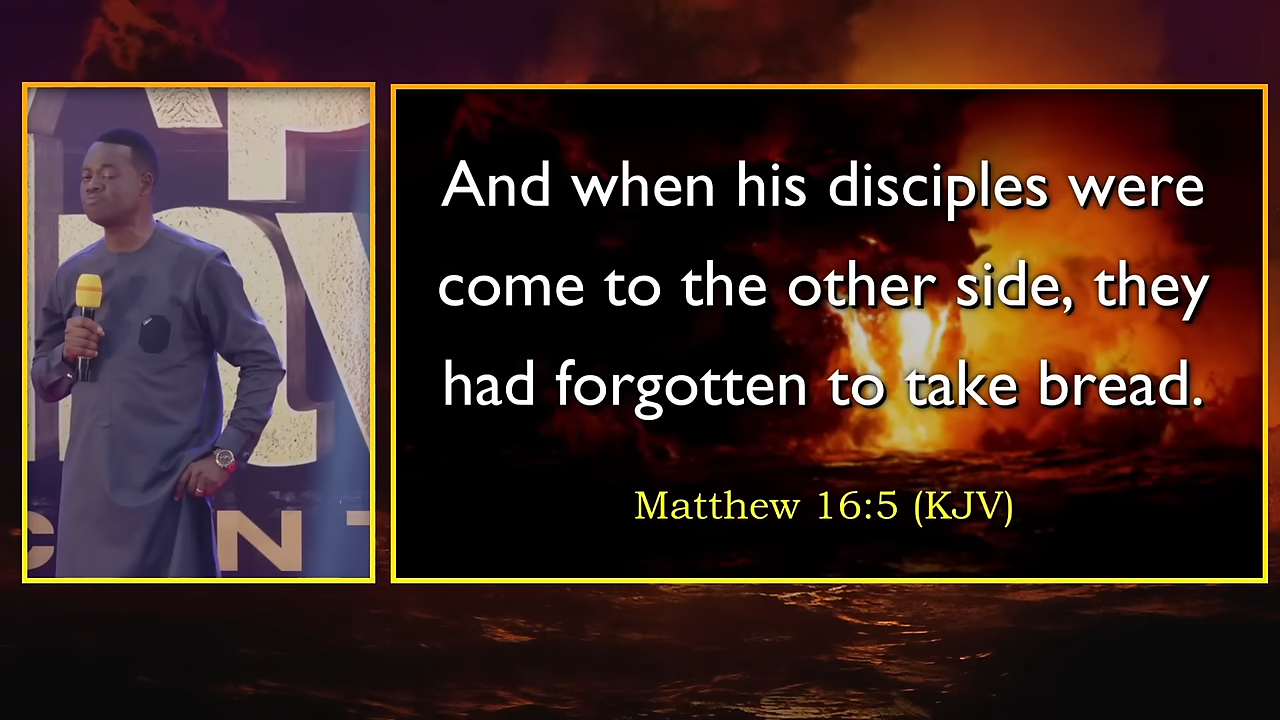 And when his disciples were
come to the other side, they
had forgotten to take bread.
Matthew 16:5 (KJV)